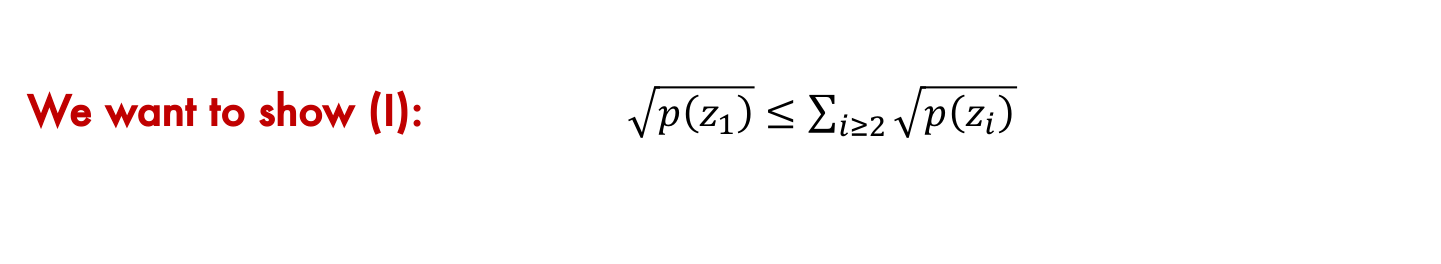 We want to show (I): √p(z₁) ≤ ∑ᵢ≥₂ √p(zᵢ)